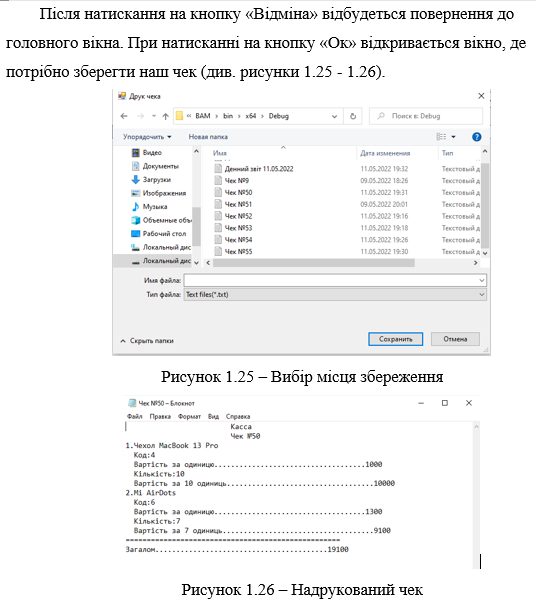 Після натискання на кнопку «Відміна» відбудеться повернення до
головного вікна. При натисканні на кнопку «Ок» відкривається вікно, де
потрібно зберегти наш чек (див. рисунки 1.25 - 1.26).
Друк чека
« BAM › bin › x64 › Debug
Поиск в: Debug
Упорядочить
Новая папка
Имя
Дата изменения
Тип
Видео
Документы
Загрузки
Изображения
Музыка
Объемные объе
Рабочий стол
Локальный дис
Локальный дис
Денний звіт 11.05.2022 11.05.2022 19:32 Текстовый д
Чек №9 09.05.2022 18:26 Текстовый д
Чек №50 11.05.2022 19:31 Текстовый д
Чек №51 09.05.2022 20:01 Текстовый д
Чек №52 11.05.2022 19:16 Текстовый д
Чек №53 11.05.2022 19:18 Текстовый д
Чек №54 11.05.2022 19:26 Текстовый д
Чек №55 11.05.2022 19:30 Текстовый д
Имя файла:
Тип файла: Text files(*.txt)
Скрыть папки
Сохранить
Отмена
Рисунок 1.25 – Вибір місця збереження
Чек №50 – Блокнот
Файл Правка Формат Вид Справка
Касса
Чек №50
1.Чехол MacBook 13 Pro
Код:4
Вартість за одиницю...................................1000
Кількість:10
Вартість за 10 одиниць..................................10000
2.Mi AirDots
Код:6
Вартість за одиницю...................................1300
Кількість:7
Вартість за 7 одиниць...................................9100
==================================================
Загалом........................................19100
Рисунок 1.26 – Надрукований чек